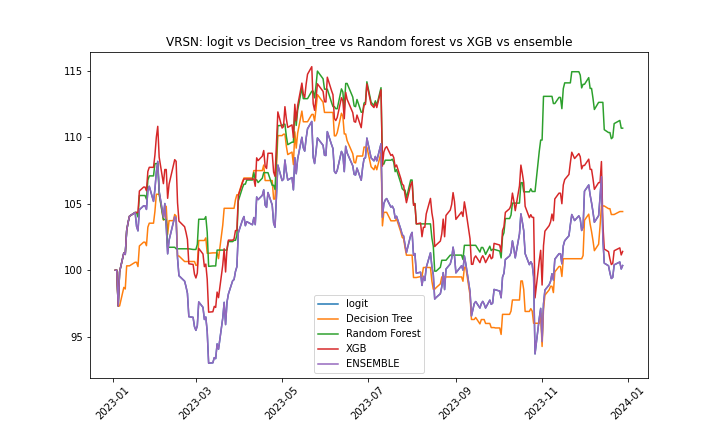 VRSN: logit vs Decision_tree vs Random forest vs XGB vs ensemble
115
110
105
100
95
logit
Decision Tree
Random Forest
XGB
ENSEMBLE
2023-01
2023-03
2023-05
2023-07
2023-09
2023-11
2024-01